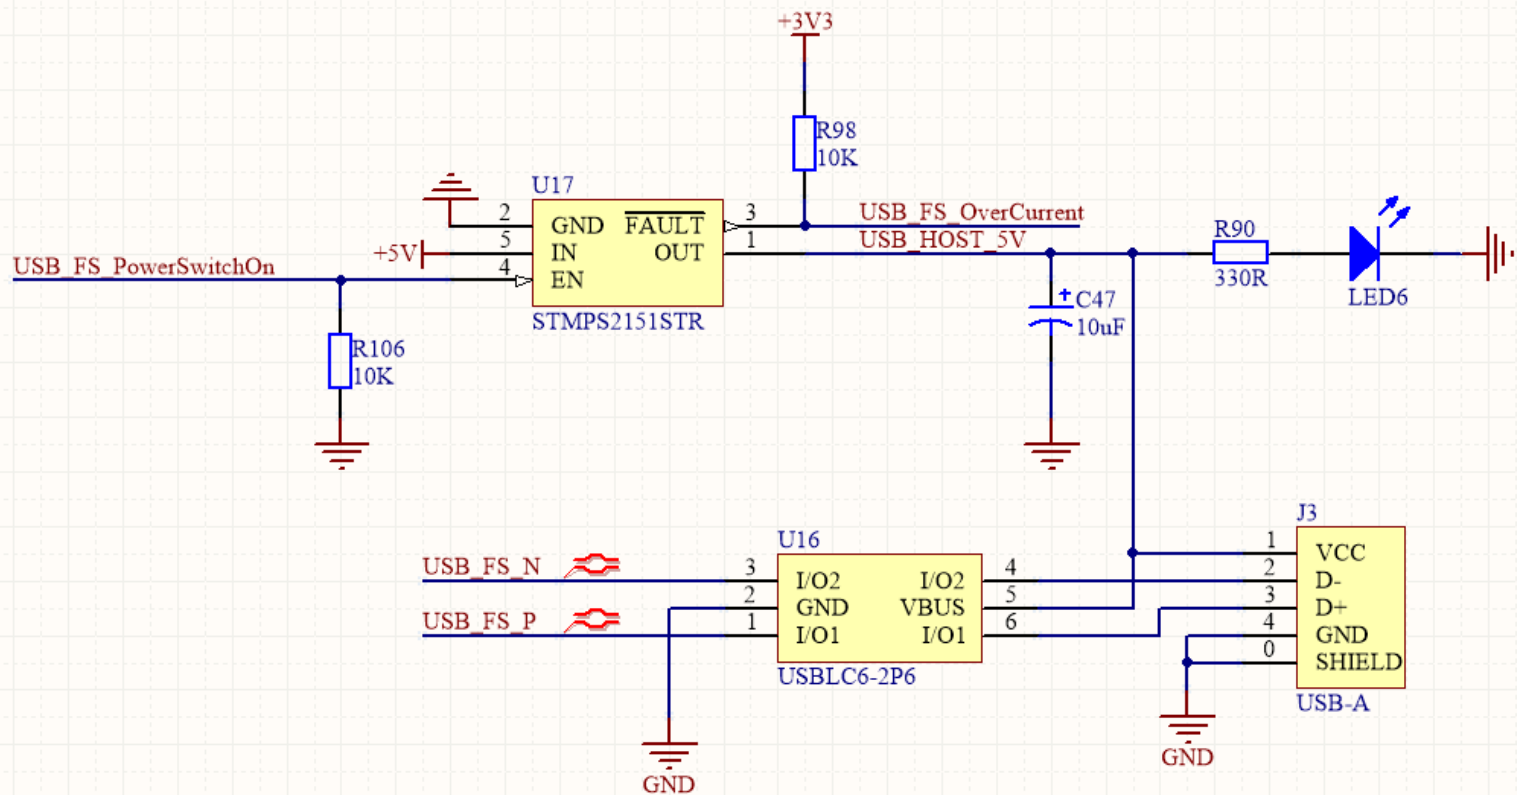 +3V3
R98
10K
U17
2
GND
FAULT
3
USB_FS_OverCurrent
+5V
5
IN
OUT
1
USB_HOST_5V
USB_FS_PowerSwitchOn
4
EN
STMPS2151STR
R90
330R
LED6
+
C47
10uF
R106
10K
J3
U16
USB_FS_N
3
I/O2
I/O2
4
2
GND
VBUS
5
USB_FS_P
1
I/O1
I/O1
6
USBLC6-2P6
1
VCC
2
D-
3
D+
4
GND
0
SHIELD
USB-A
GND
GND